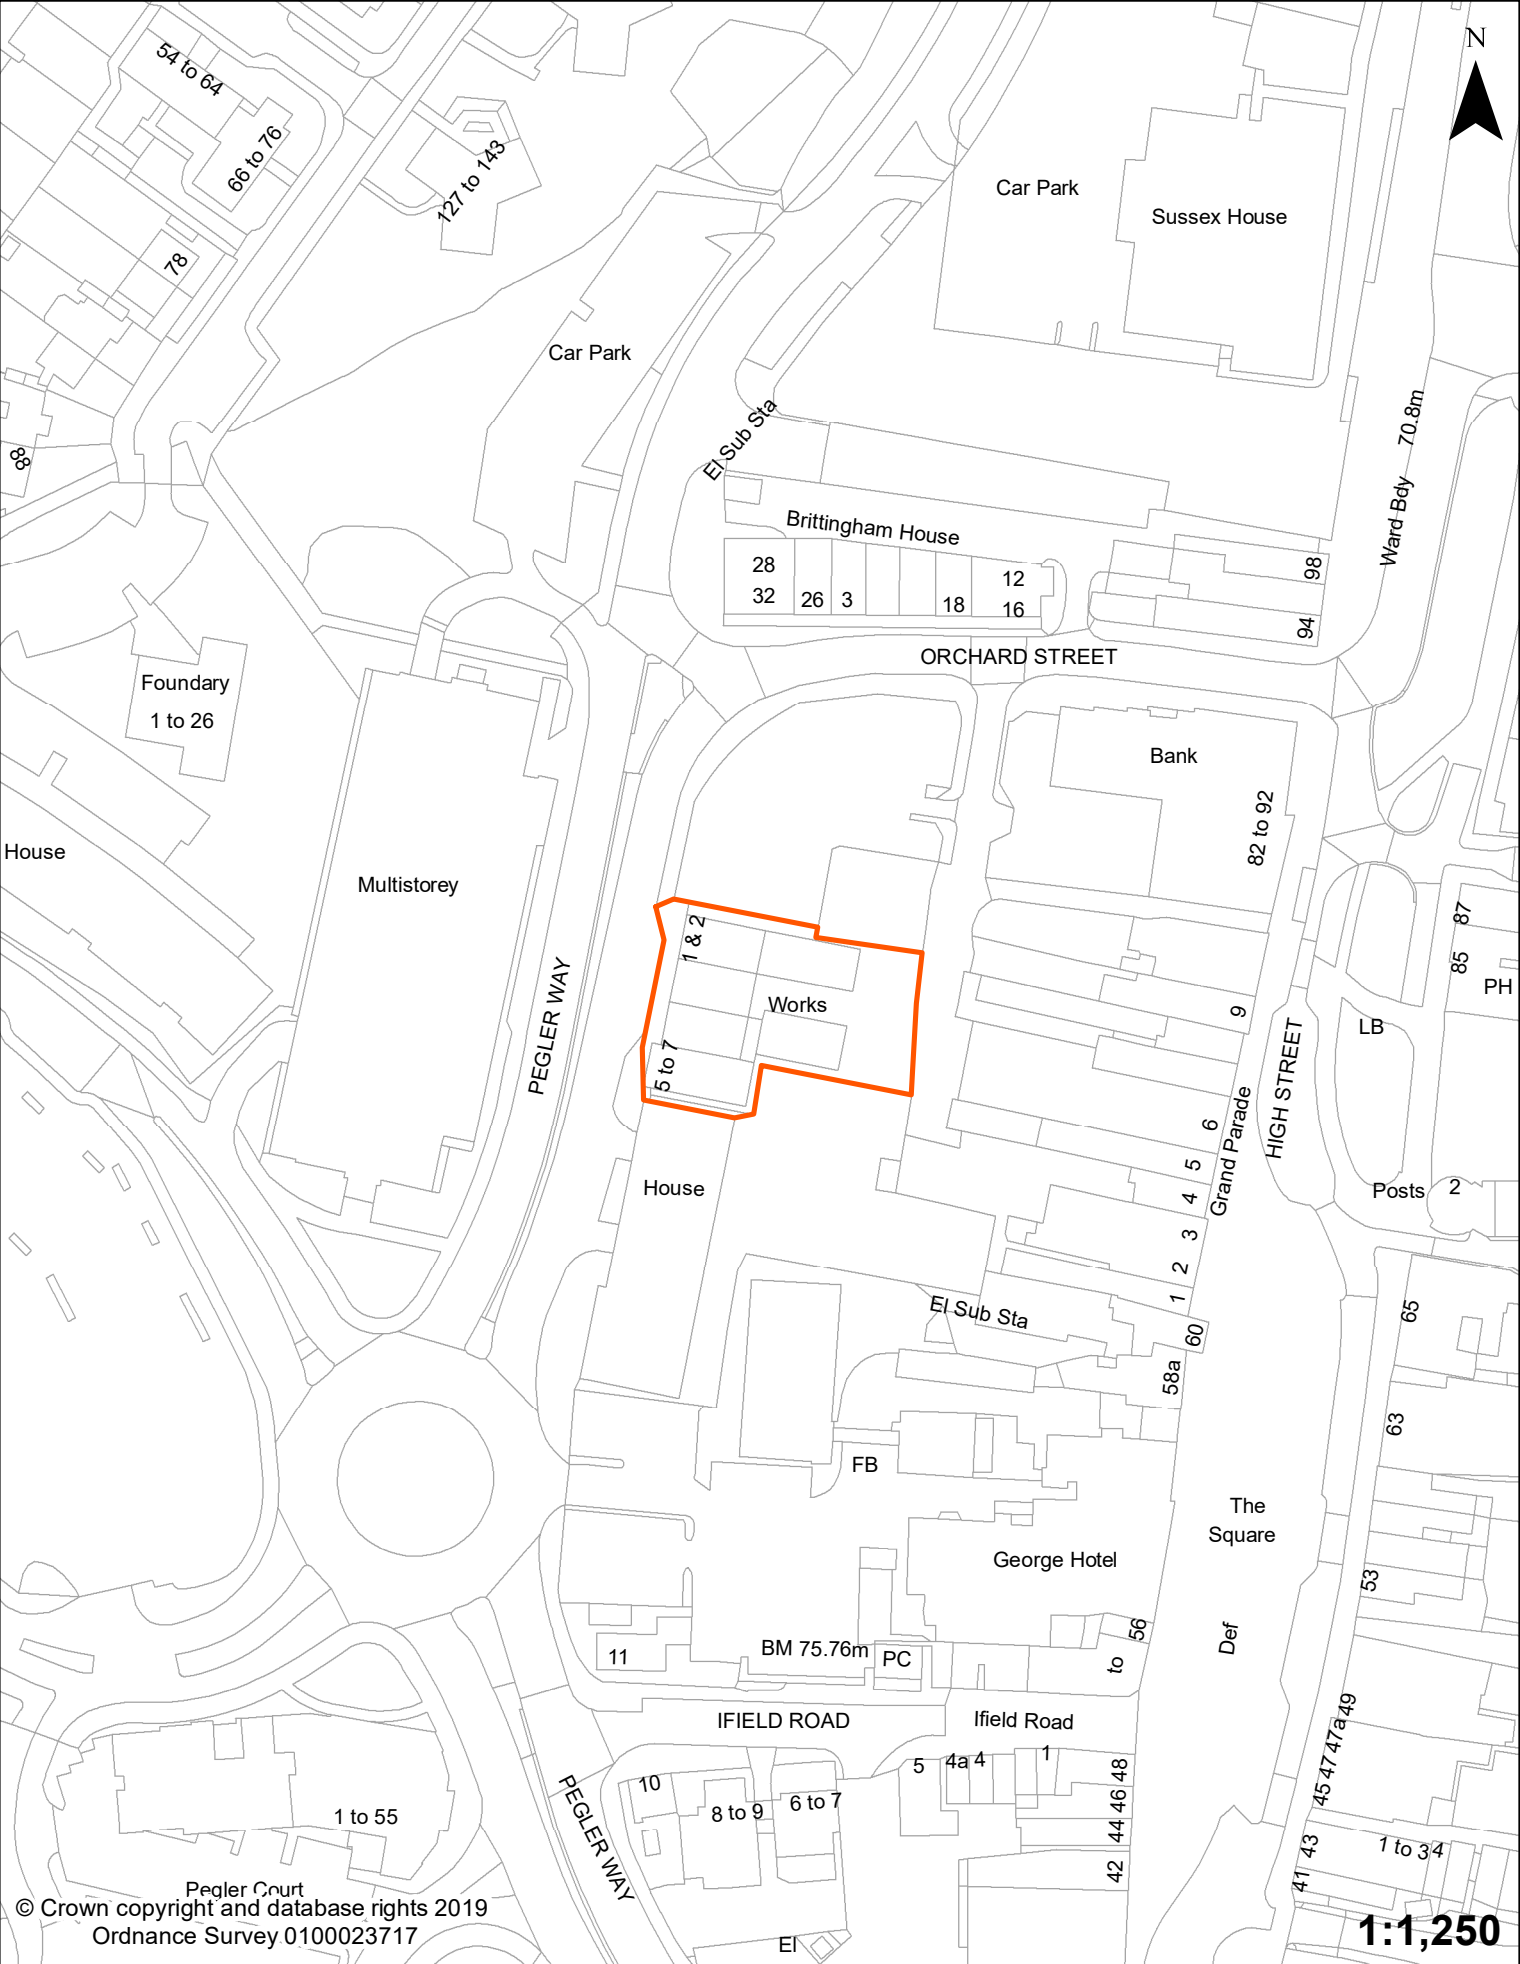 N
54 to 64
66 to 76
127 to 143
78
88
Car Park
Sussex House
Car Park
El Sub Sta
Ward Bdy
70.8m
Brittingham House
28
32
26
3
18
12
16
98
94
ORCHARD STREET
Foundary
1 to 26
Bank
82 to 92
House
Multistorey
PEGLER WAY
1 & 2
Works
5 to 7
87
85
PH
LB
9
HIGH STREET
Grand Parade
6
5
4
3
2
1
Posts
2
House
El Sub Sta
60
58a
65
63
FB
The
Square
George Hotel
53
Def
56
to
11
BM 75.76m
PC
IFIELD ROAD
Ifield Road
49
47a
47
45
5
4a
4
1
48
46
44
42
10
8 to 9
6 to 7
PEGLER WAY
1 to 55
Pegler Court
43
41
1 to 3
4
El
© Crown copyright and database rights 2019
Ordnance Survey 0100023717
1:1,250